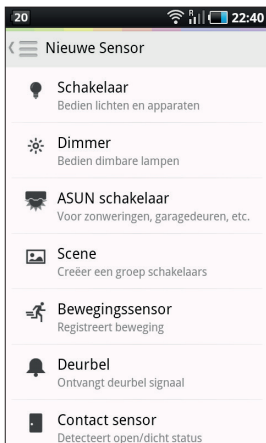 20
R
22:40
Nieuwe Sensor
Schakelaar
Bedien lichten en apparaten
Dimmer
Bedien dimbare lampen
ASUN schakelaar
Voor zonweringen, garagedeuren, etc.
Scene
Creëer een groep schakelaars
Bewegingssensor
Registreert beweging
Deurbel
Ontvangt deurbel signaal
Contact sensor
Detecteert open/dicht status